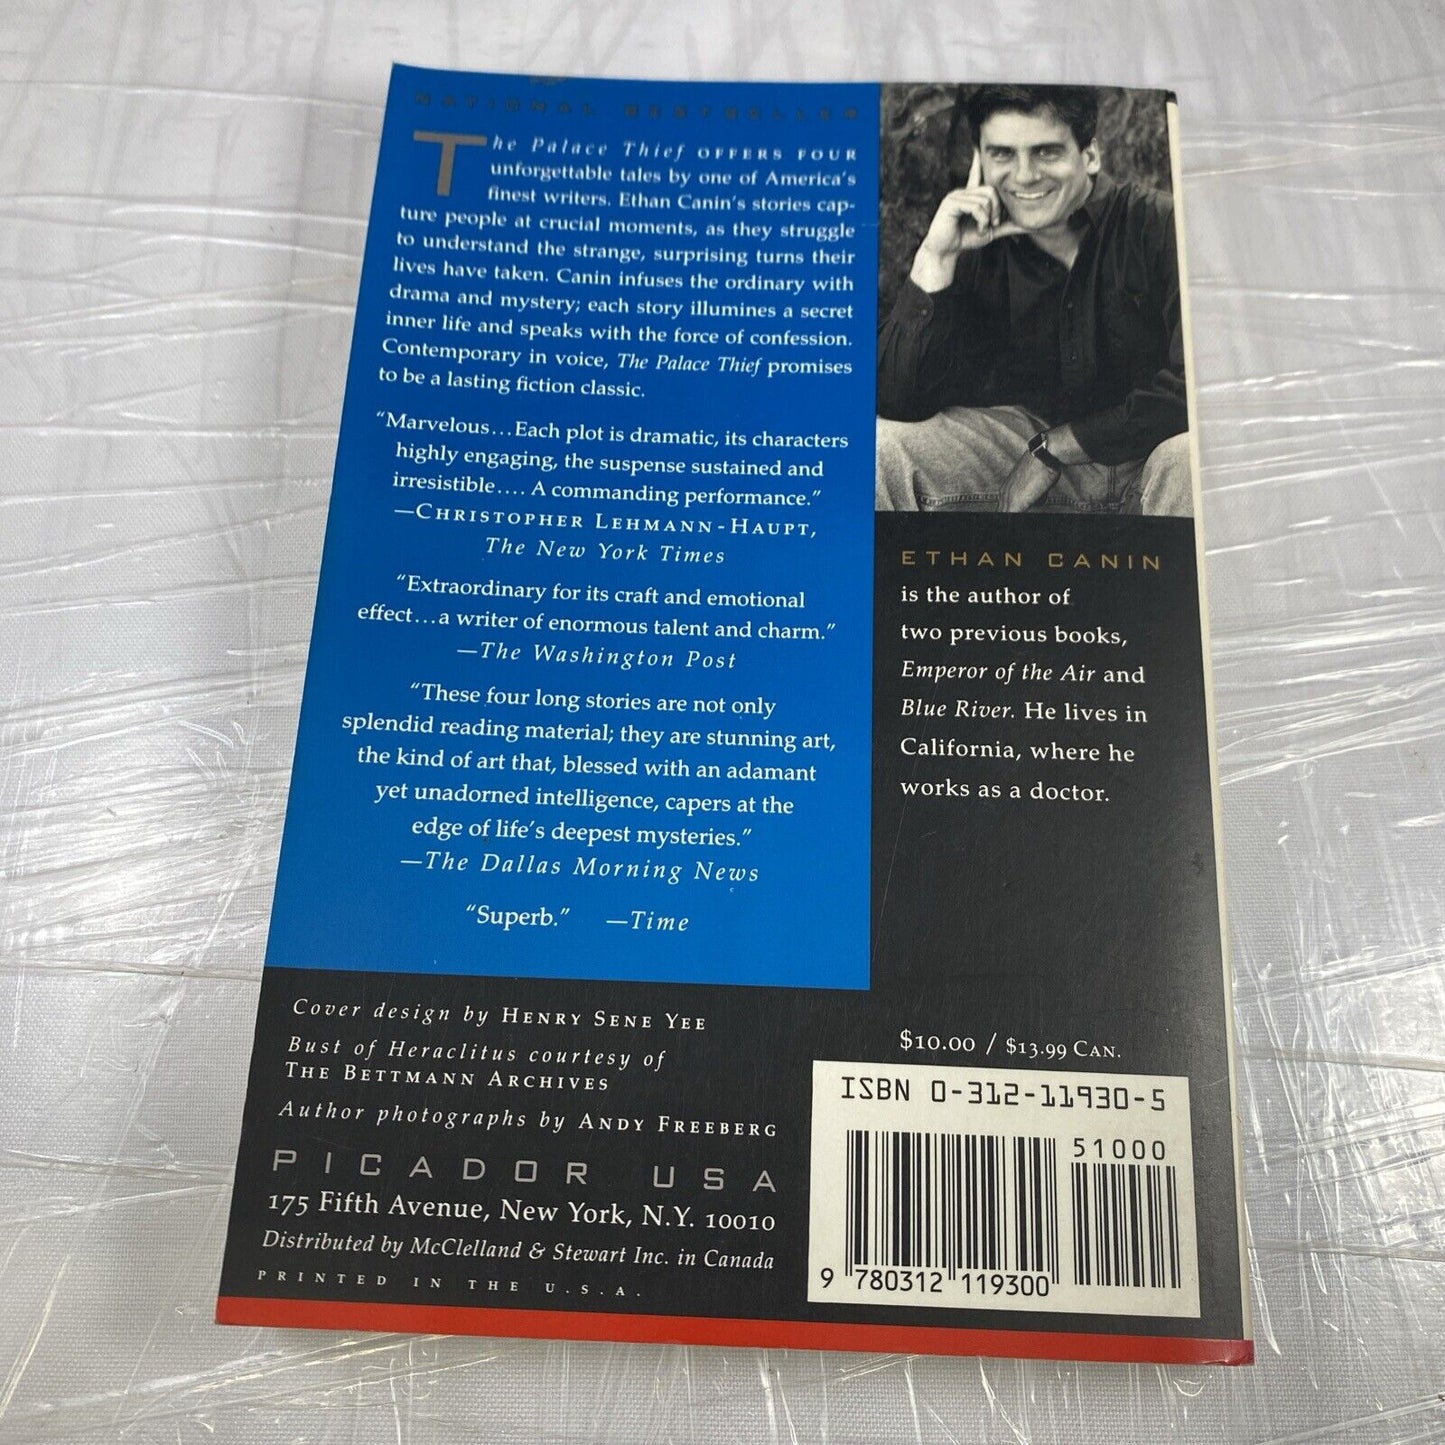 NATIONAL BESTSELLER
The Palace Thief OFFERS FOUR
unforgettable tales by one of America's
finest writers. Ethan Canin's stories cap-
ture people at crucial moments, as they struggle
to understand the strange, surprising turns their
lives have taken. Canin infuses the ordinary with
drama and mystery; each story illumines a secret
inner life and speaks with the force of confession.
Contemporary in voice, The Palace Thief promises
to be a lasting fiction classic.
“Marvelous...Each plot is dramatic, its characters
highly engaging, the suspense sustained and
irresistible.... A commanding performance.”
—CHRISTOPHER LEHMANN-HAUPT,
The New York Times
“Extraordinary for its craft and emotional
effect...a writer of enormous talent and charm.”
—The Washington Post
“These four long stories are not only
splendid reading material; they are stunning art,
the kind of art that, blessed with an adamant
yet unadorned intelligence, capers at the
edge of life's deepest mysteries.”
—The Dallas Morning News
“Superb.” —Time
ETHAN CANIN
is the author of
two previous books,
Emperor of the Air and
Blue River. He lives in
California, where he
works as a doctor.
Cover design by HENRY SENE YEE
Bust of Heraclitus courtesy of
THE BETTMANN ARCHIVES
Author photographs by ANDY FREEBERG
PICADOR USA
175 Fifth Avenue, New York, N.Y. 10010
Distributed by McClelland & Stewart Inc. in Canada
PRINTED IN THE U.S.A.
$10.00 / $13.99 CAN.
ISBN 0-312-11930-5
51000
9 780312 119300